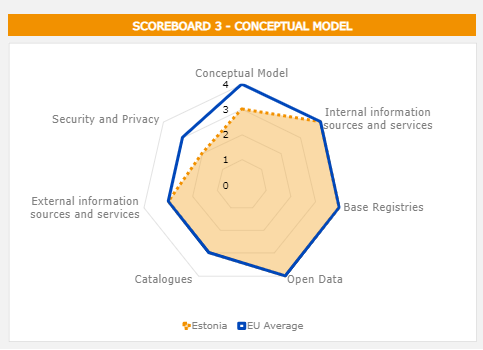 SCOREBOARD 3 - CONCEPTUAL MODEL
Conceptual Model
4
3
2
1
0
Internal information
sources and services
Base Registries
Open Data
Catalogues
External information
sources and services
Security and Privacy
Estonia
EU Average